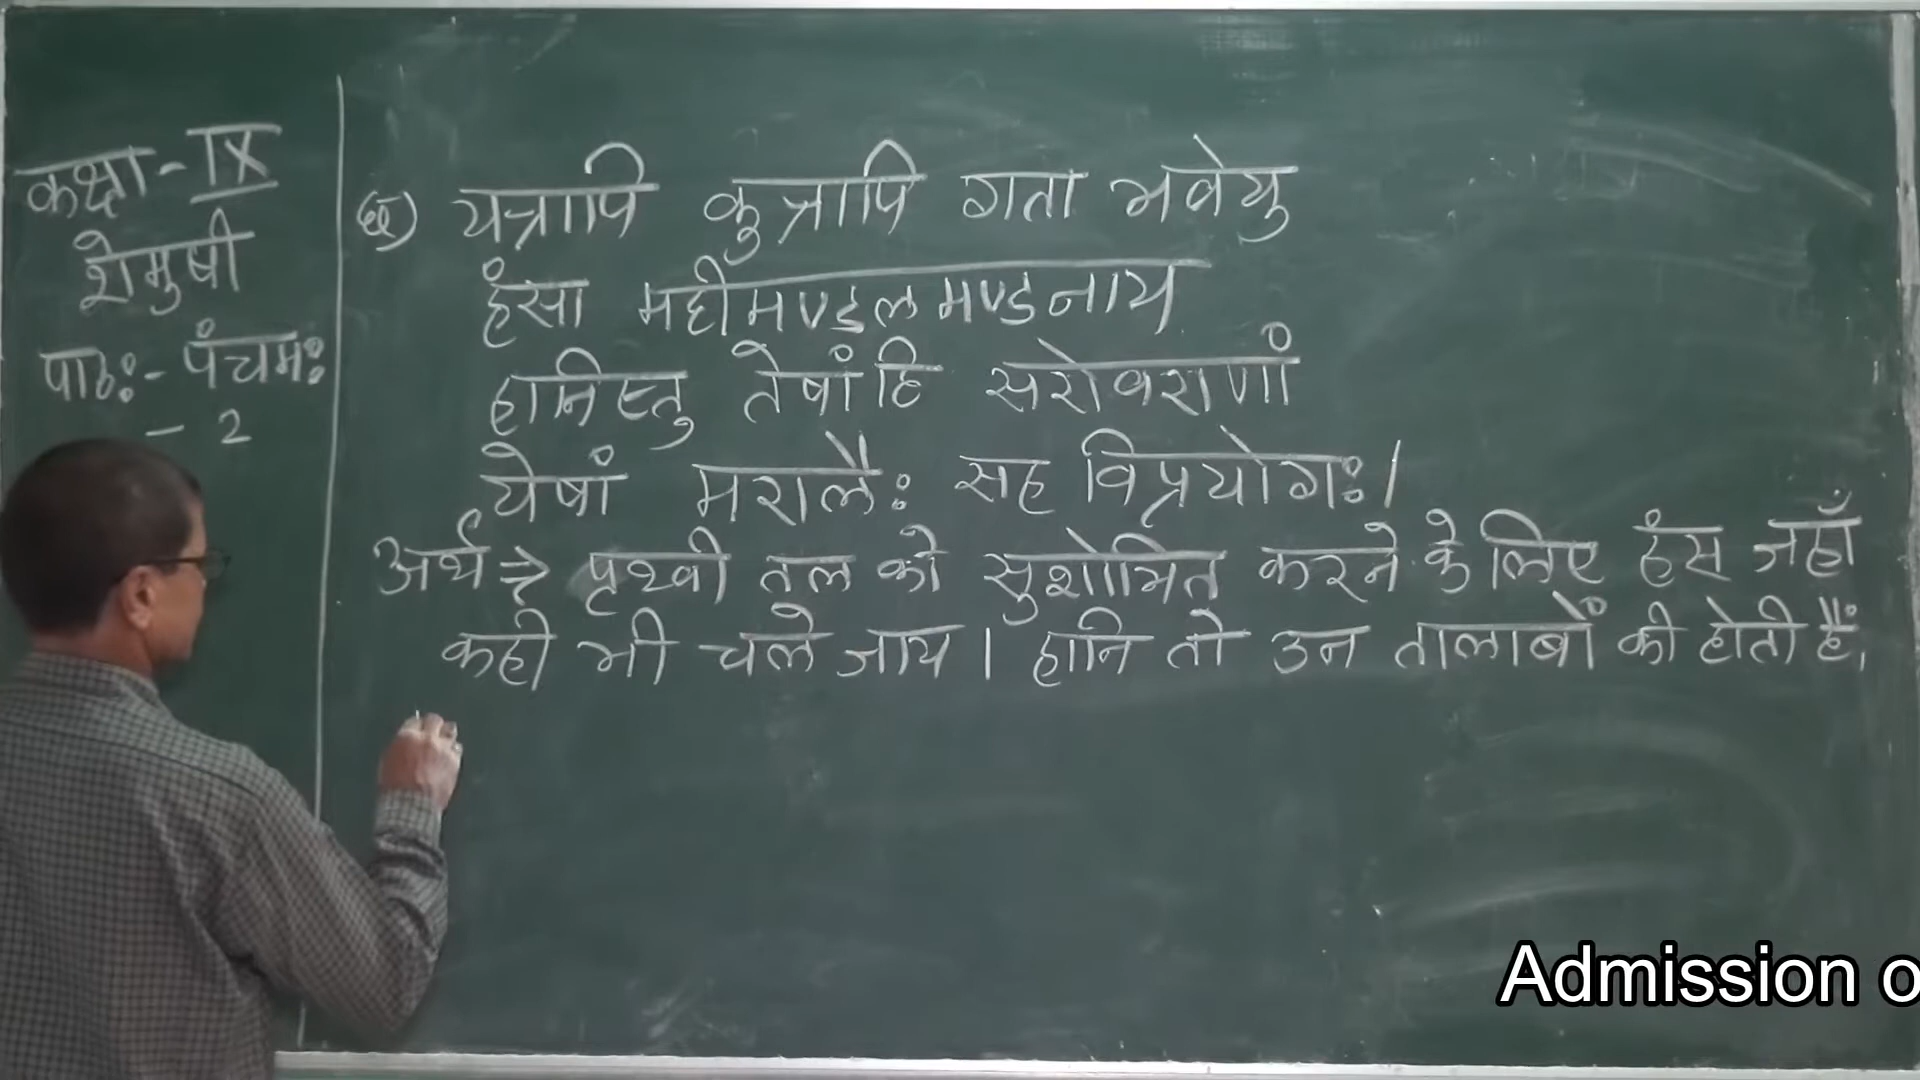 कक्षा - IX
शेमुषी
पाठः - पंचमः
- 2
यत्रापि कुत्रापि गता भवेयु
हंसा महीमण्डलमण्डनाय
हानिस्तु तेषां हि सरोवराणां
येषां मरालैः सह विप्रयोगः।
अर्थ ⇒ पृथ्वी तल को सुशोभित करने के लिए हंस जहाँ
कही भी चले जाय । हानि तो उन तालाबों की होती हैं,
Admission o